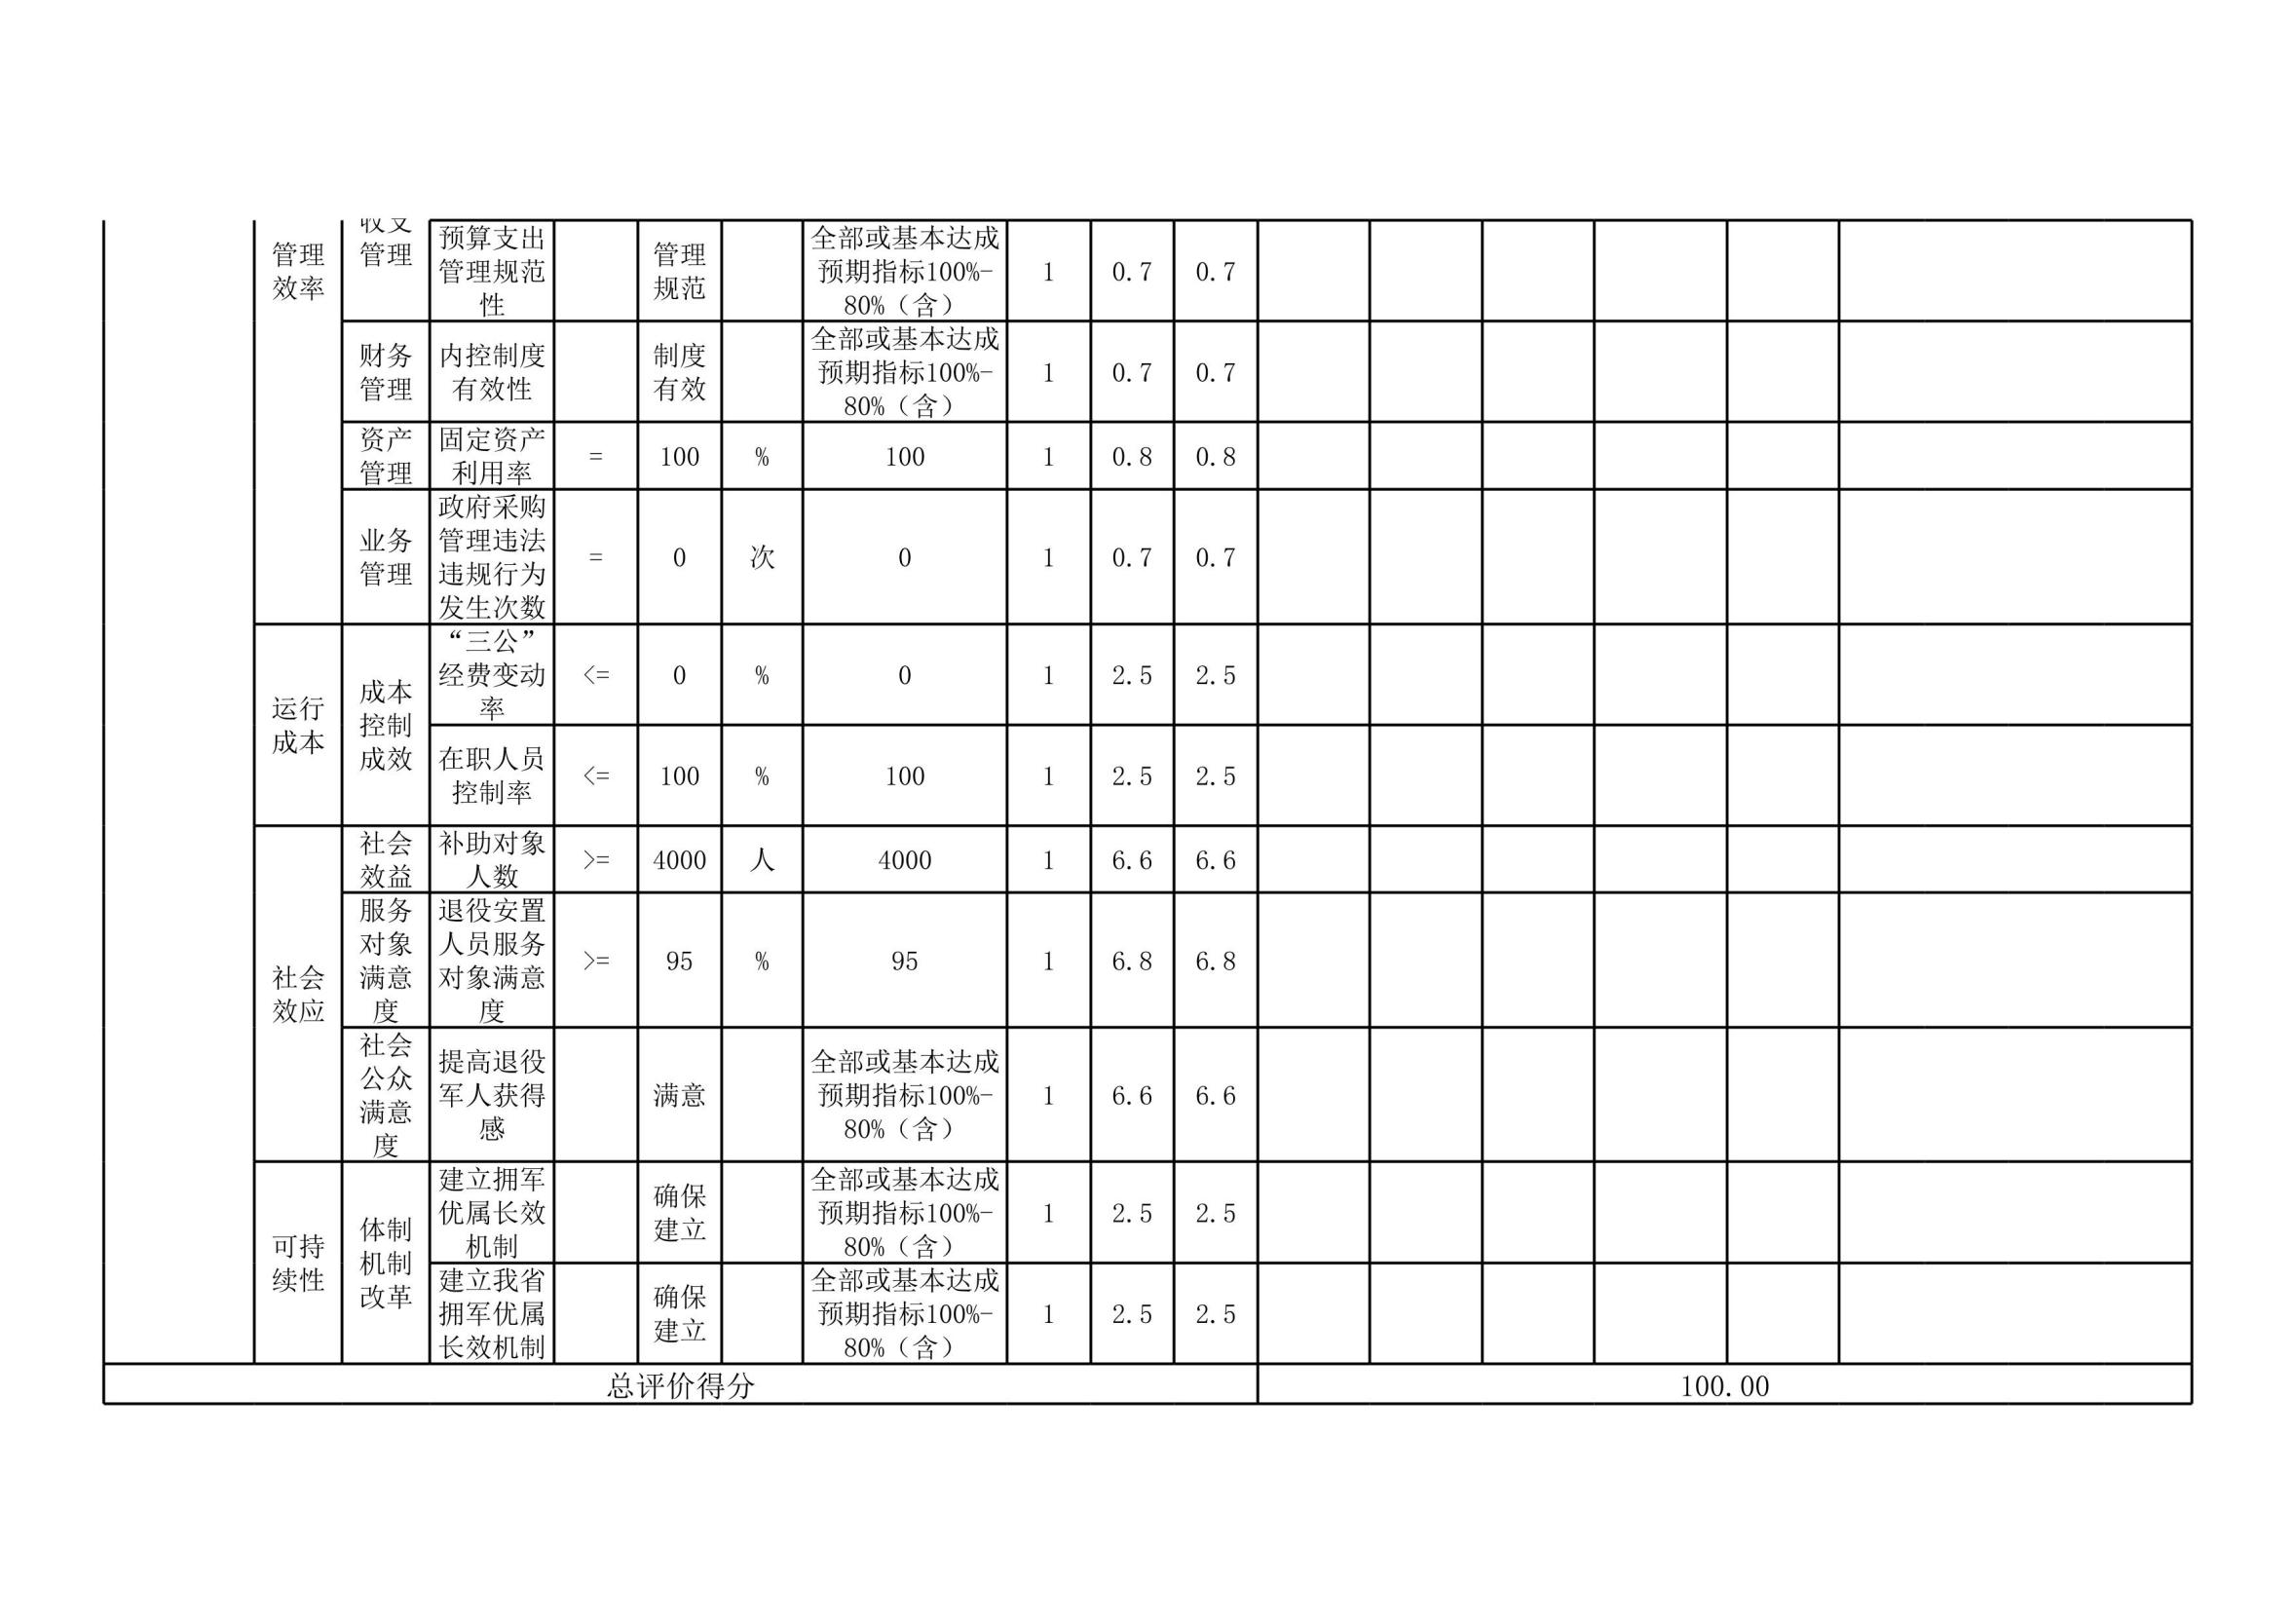 管理
效率
收支
管理
预算支出
管理规范
性
管理
规范
全部或基本达成
预期指标100%-
80%（含）
1
0.7
0.7
财务
管理
内控制度
有效性
制度
有效
全部或基本达成
预期指标100%-
80%（含）
1
0.7
0.7
资产
管理
固定资产
利用率
=
100
%
100
1
0.8
0.8
业务
管理
政府采购
管理违法
违规行为
发生次数
=
0
次
0
1
0.7
0.7
运行
成本
成本
控制
成效
“三公”
经费变动
率
<=
0
%
0
1
2.5
2.5
在职人员
控制率
<=
100
%
100
1
2.5
2.5
社会
效应
社会
效益
补助对象
人数
>=
4000
人
4000
1
6.6
6.6
服务
对象
满意
度
退役安置
人员服务
对象满意
度
>=
95
%
95
1
6.8
6.8
社会
公众
满意
度
提高退役
军人获得
感
满意
全部或基本达成
预期指标100%-
80%（含）
1
6.6
6.6
可持
续性
体制
机制
改革
建立拥军
优属长效
机制
确保
建立
全部或基本达成
预期指标100%-
80%（含）
1
2.5
2.5
建立我省
拥军优属
长效机制
确保
建立
全部或基本达成
预期指标100%-
80%（含）
1
2.5
2.5
总评价得分
100.00